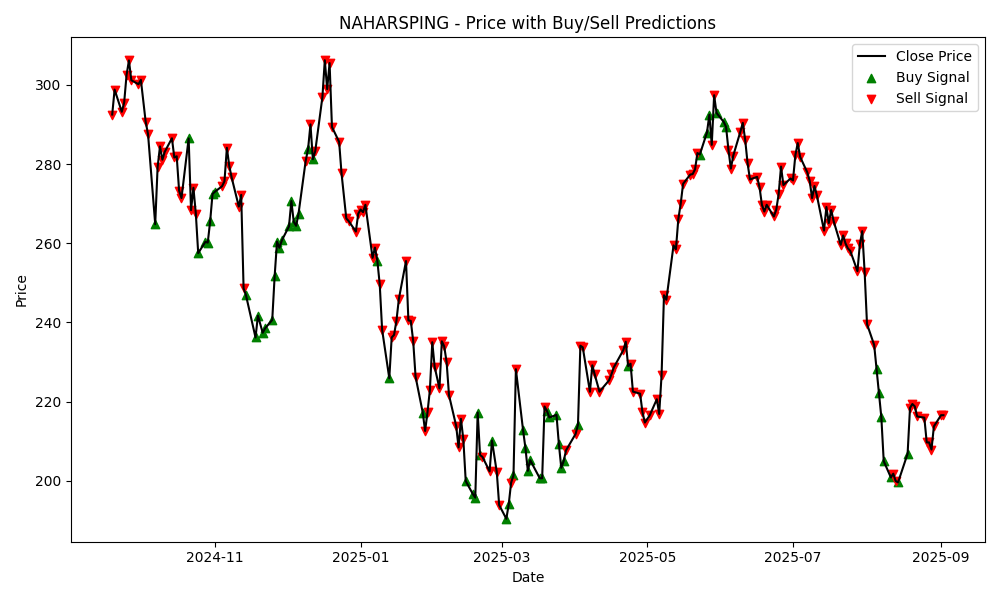 NAHARSPING - Price with Buy/Sell Predictions
Close Price
Buy Signal
Sell Signal
Price
300
280
260
240
220
200
2024-11
2025-01
2025-03
2025-05
2025-07
2025-09
Date